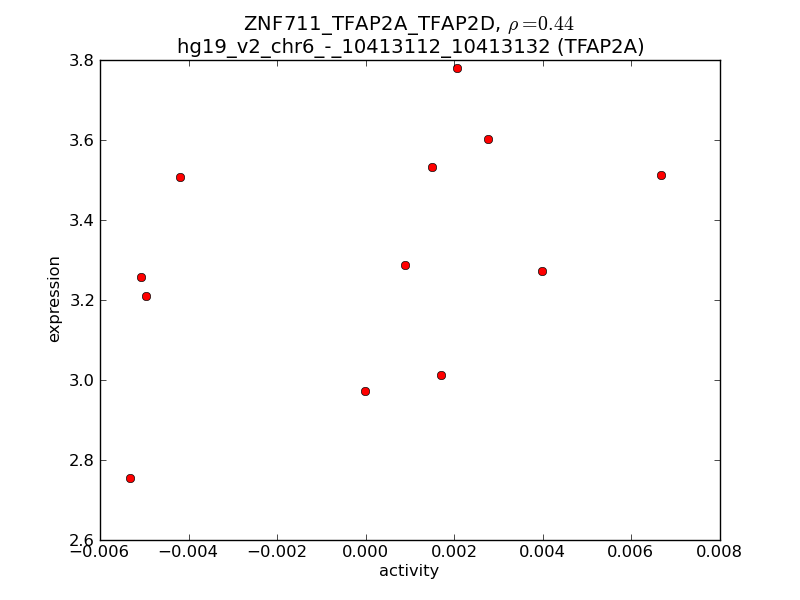 ZNF711_TFAP2A_TFAP2D, ρ=0.44
hg19_v2_chr6_-_10413112_10413132 (TFAP2A)
3.8
3.6
3.4
3.2
3.0
2.8
2.6
expression
−0.006 −0.004 −0.002 0.000 0.002 0.004 0.006 0.008
activity